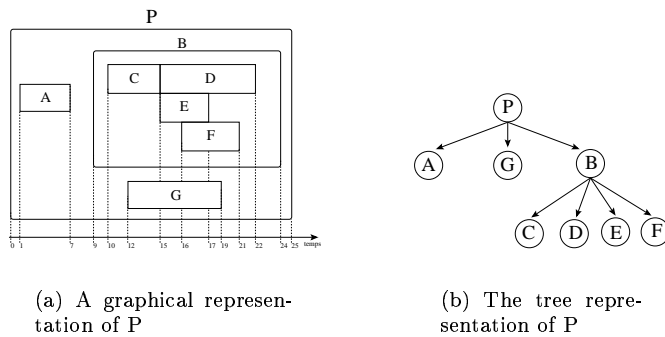 P
B
C D
A
E
F
G
0 1 7 9 10 12 15 16 17 19 21 22 24 25 temps
P
A G B
C D E F
(a) A graphical represen-
tation of P
(b) The tree repre-
sentation of P